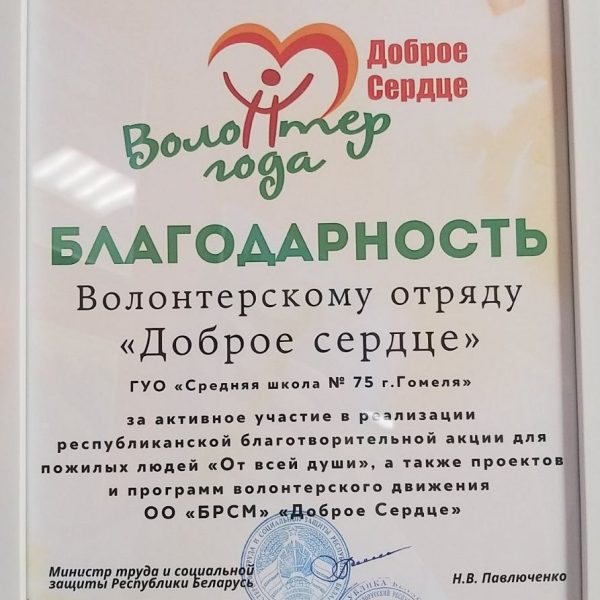 Доброе
Сердце
Волонтер
года
БЛАГОДАРНОСТЬ
Волонтерскому отряду
«Доброе сердце»
ГУО «Средняя школа № 75 г.Гомеля»
за активное участие в реализации
республиканской благотворительной акции для
пожилых людей «От всей души», а также проектов
и программ волонтерского движения
ОО «БРСМ» «Доброе Сердце»
Министр труда и социальной
защиты Республики Беларусь
Н.В. Павлюченко